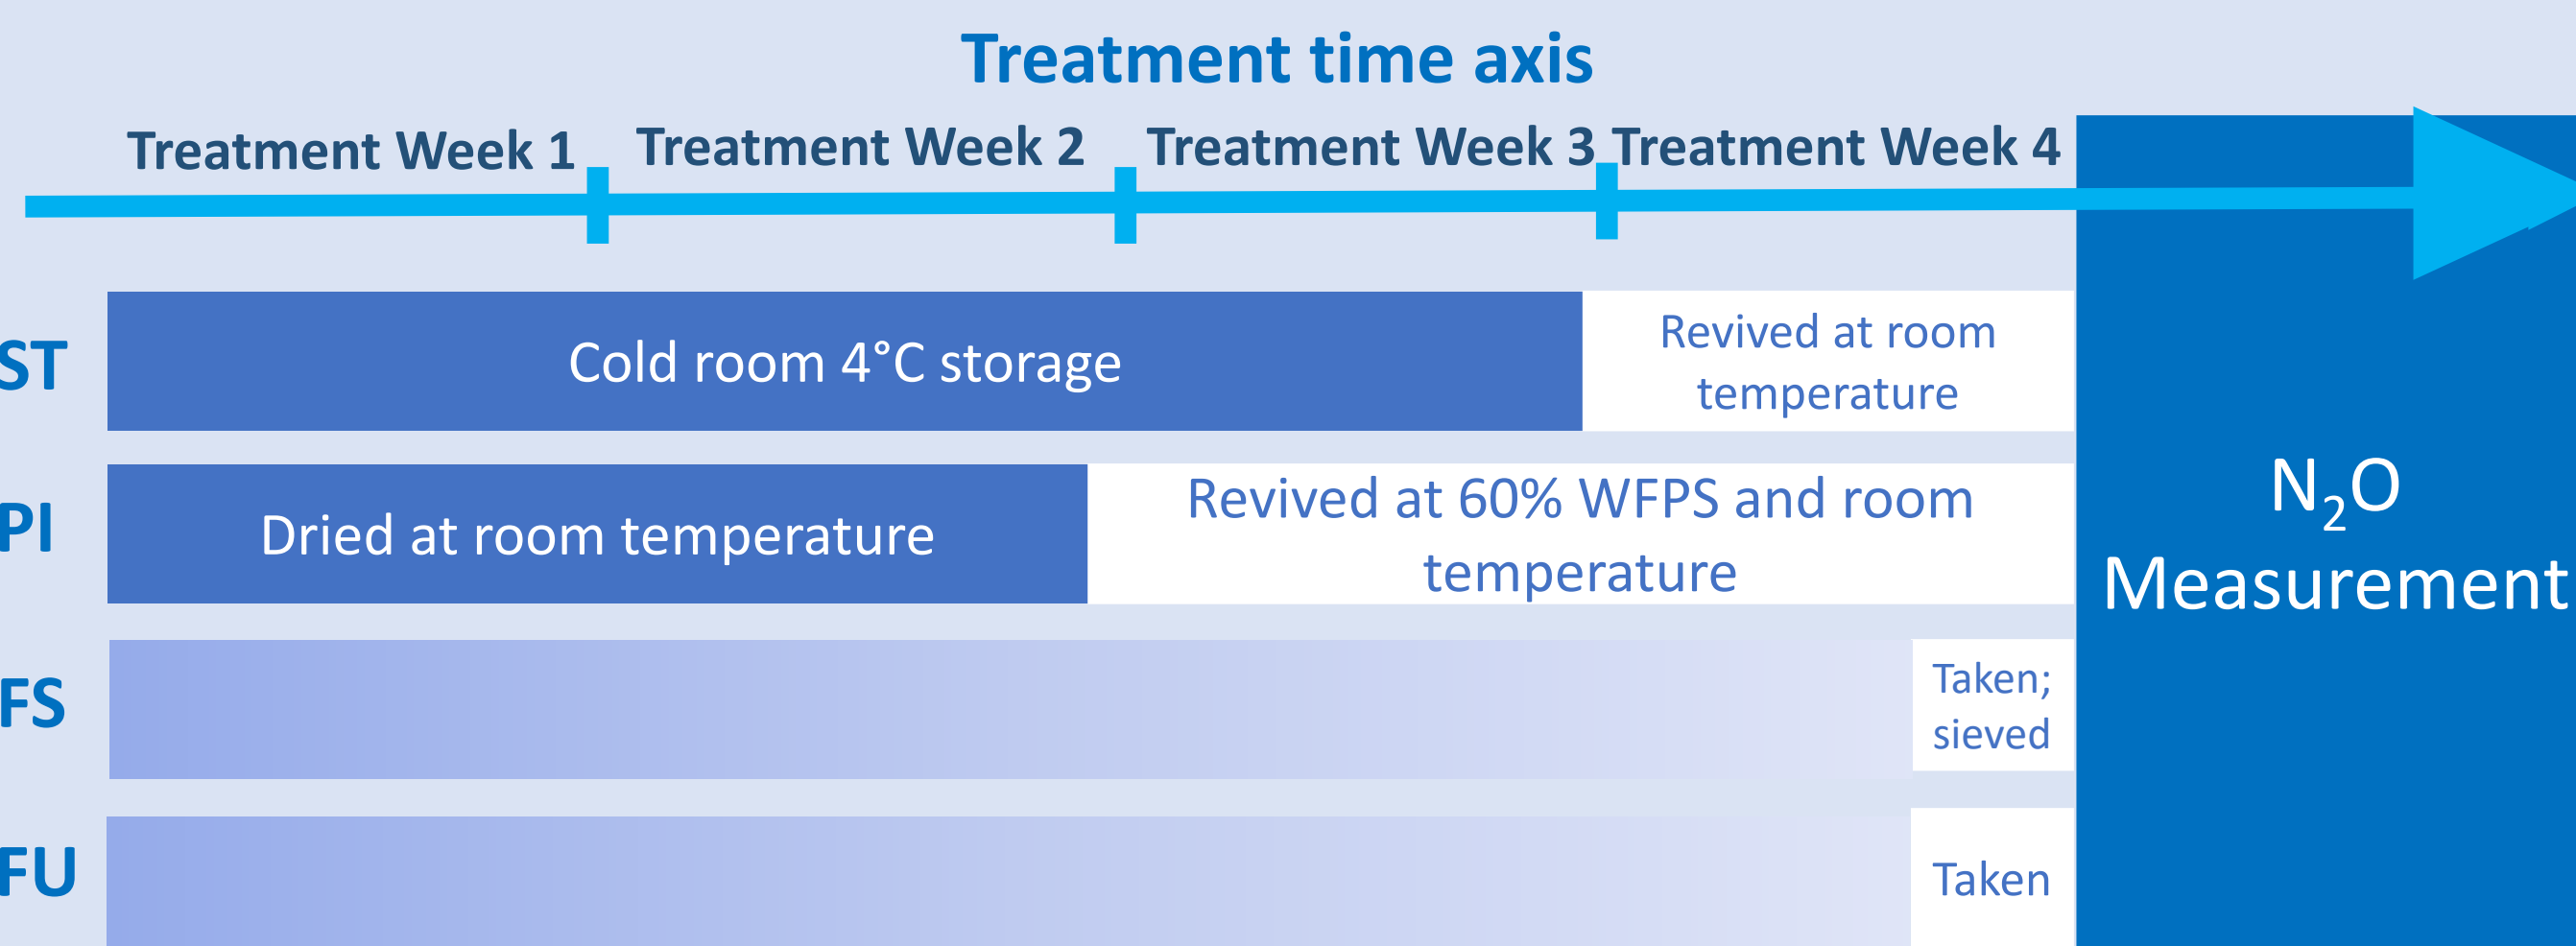 Treatment time axis
Treatment Week 1 Treatment Week 2 Treatment Week 3 Treatment Week 4
ST
Cold room 4°C storage
Revived at room
temperature
PI
Dried at room temperature
Revived at 60% WFPS and room
temperature
N₂O
Measurement
FS
Taken;
sieved
FU
Taken